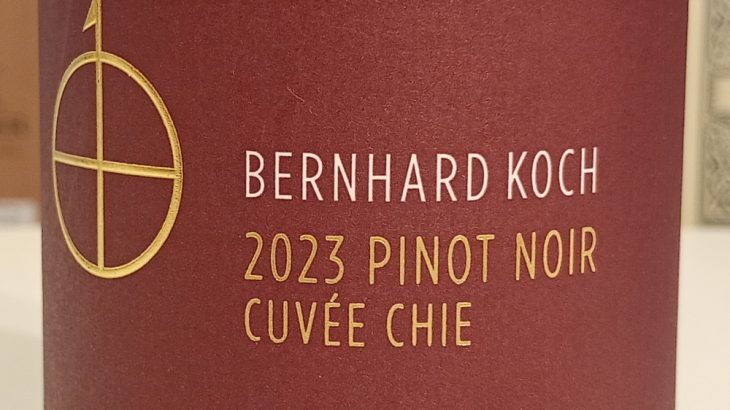 BERNHARD KOCH
2023 PINOT NOIR
CUVÉE CHIE